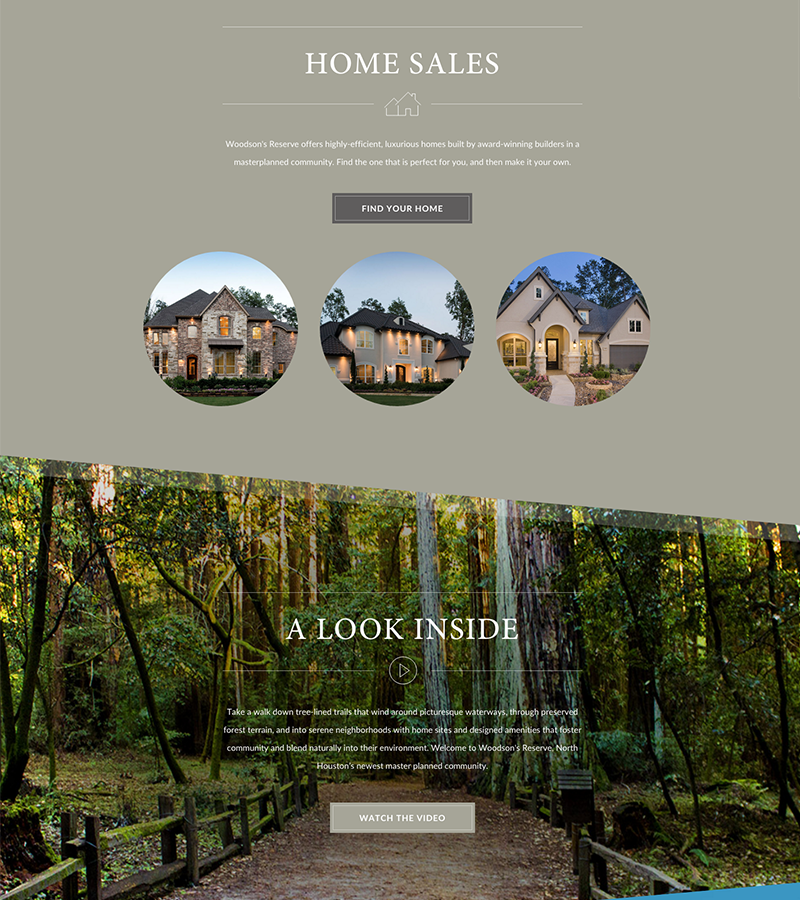 HOME SALES
Woodson's Reserve offers highly-efficient, luxurious homes built by award-winning builders in a
masterplanned community. Find the one that is perfect for you, and then make it your own.
FIND YOUR HOME
A LOOK INSIDE
Take a walk down tree-lined trails that wind around picturesque waterways, through preserved
forest terrain, and into serene neighborhoods with home sites and designed amenities that foster
community and blend naturally into their environment. Welcome to Woodson's Reserve, North
Houston's newest master planned community.
WATCH THE VIDEO